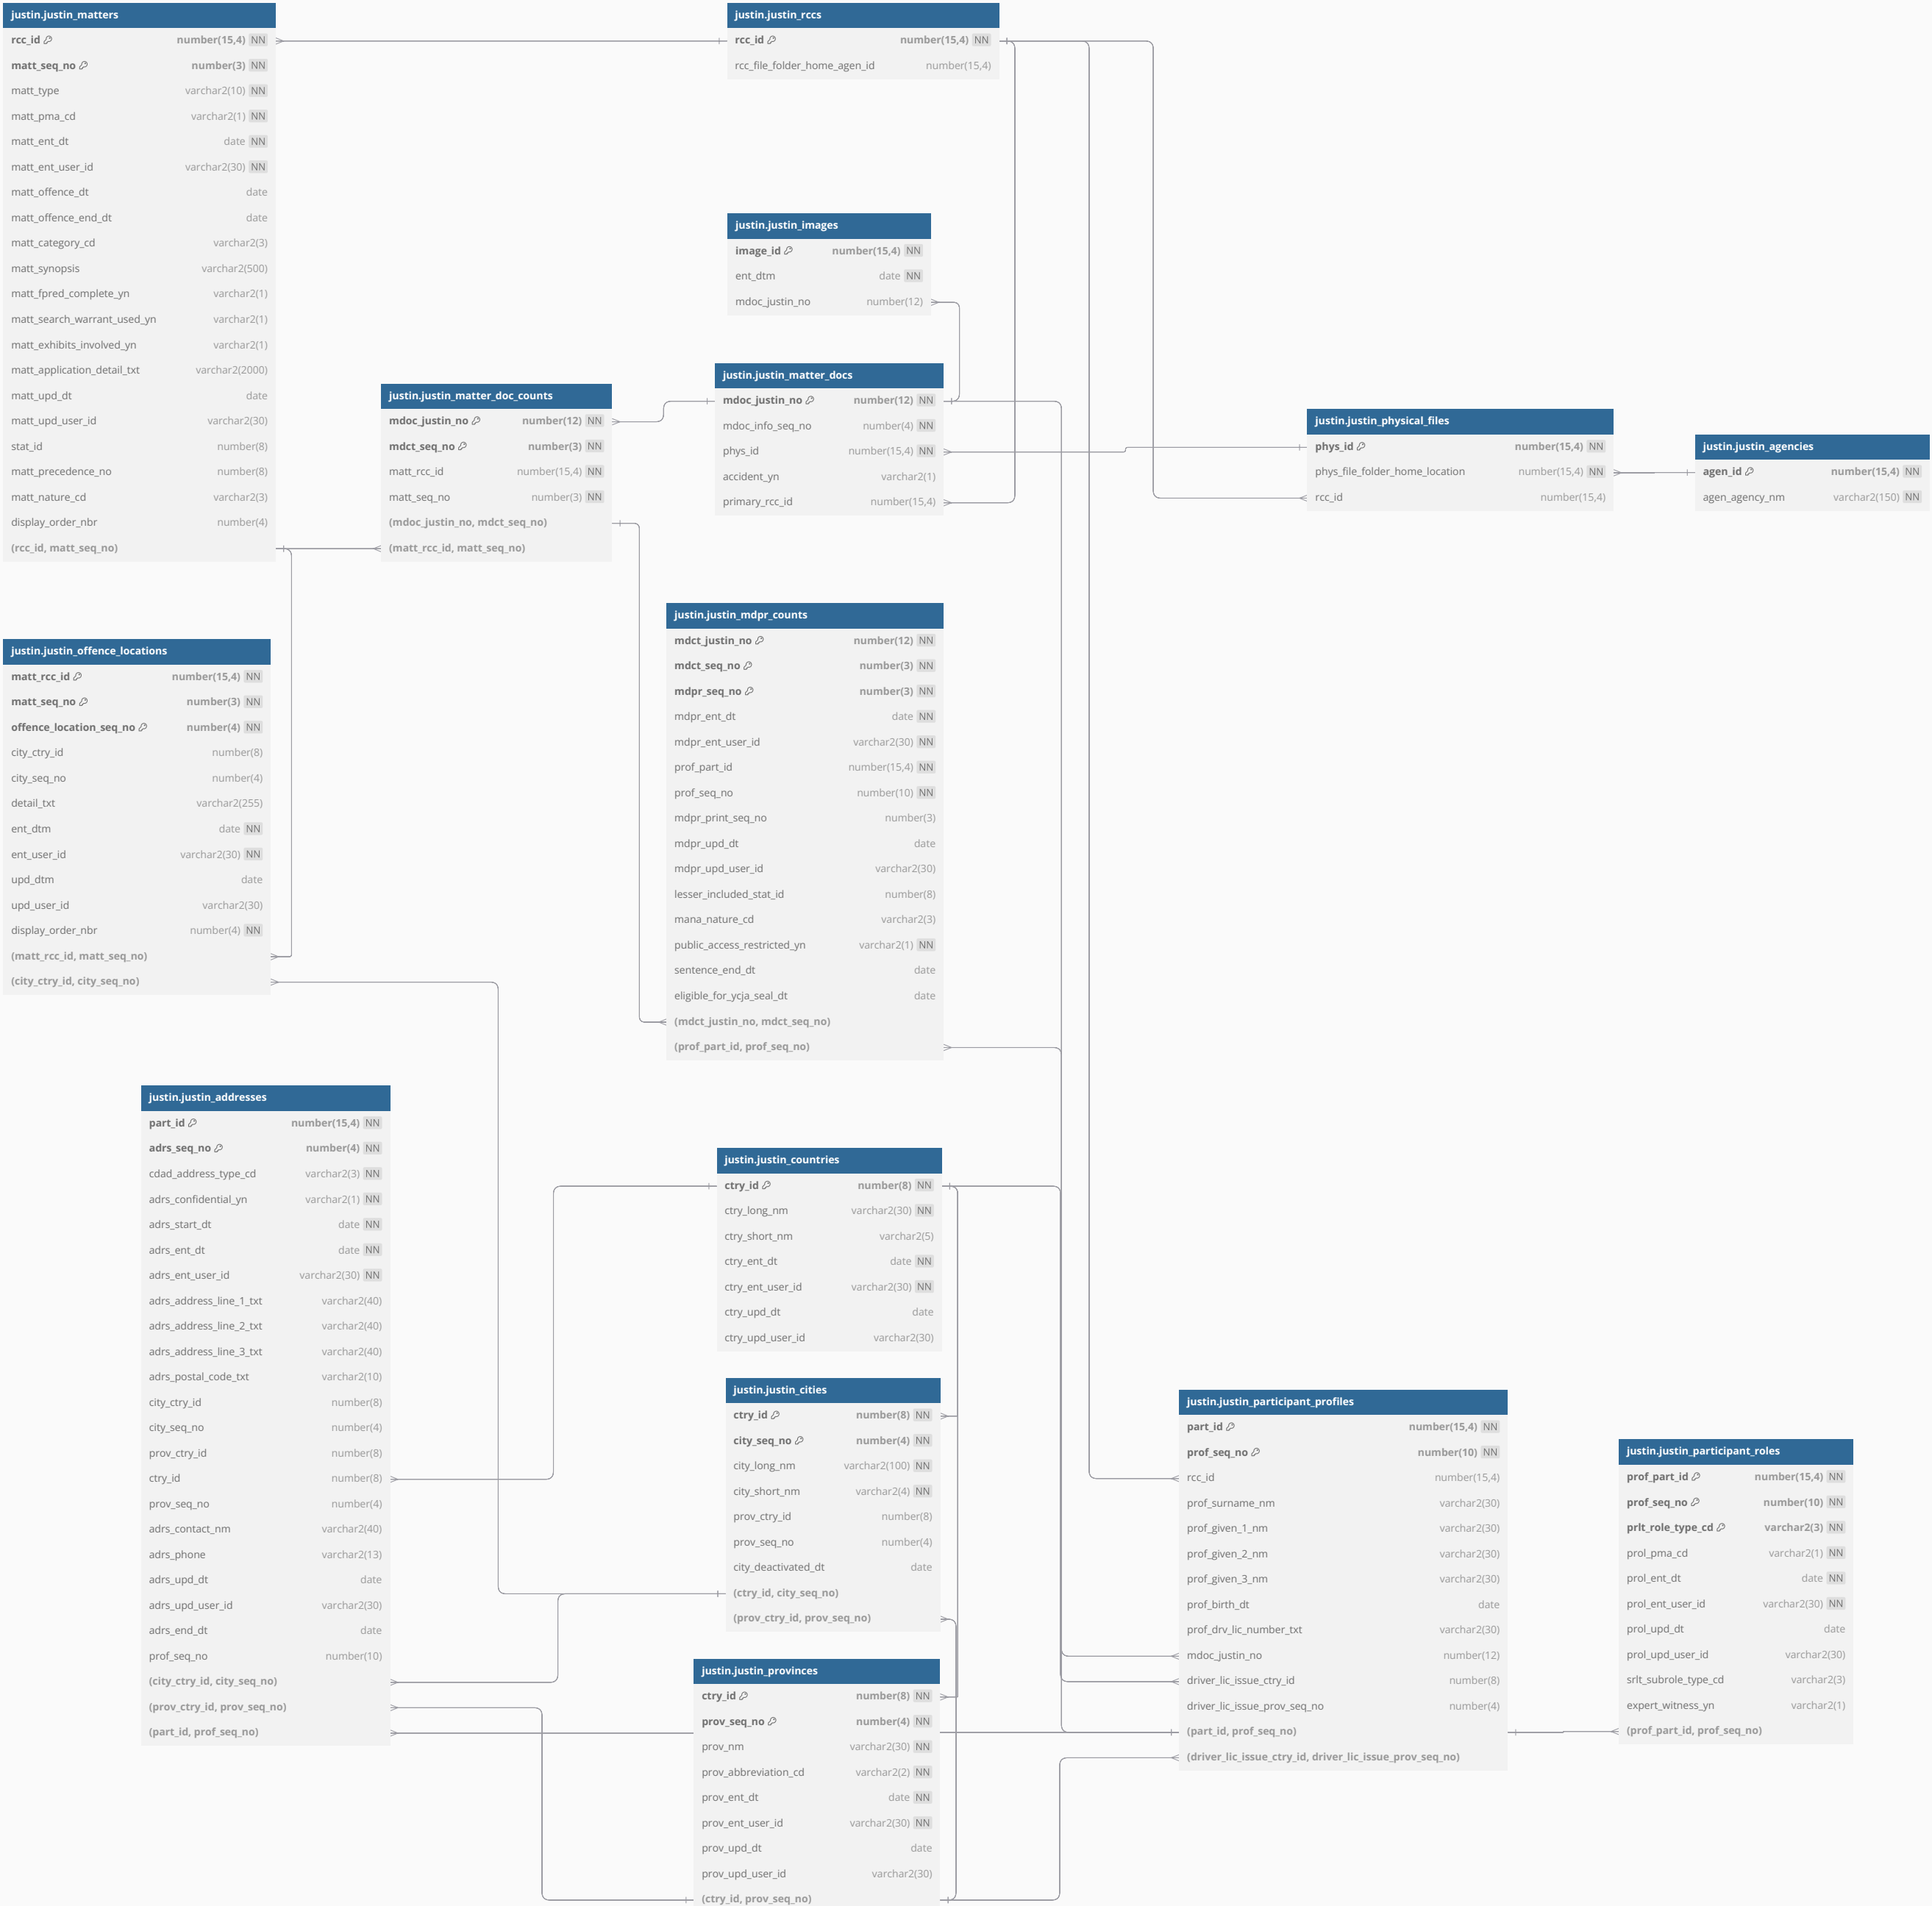 justin.justin_matters
rcc_id number(15,4) NN
matt_seq_no number(3) NN
matt_type varchar2(10) NN
matt_pma_cd varchar2(1) NN
matt_ent_dt date NN
matt_ent_user_id varchar2(30) NN
matt_offence_dt date
matt_offence_end_dt date
matt_category_cd varchar2(3)
matt_synopsis varchar2(500)
matt_fpred_complete_yn varchar2(1)
matt_search_warrant_used_yn varchar2(1)
matt_exhibits_involved_yn varchar2(1)
matt_application_detail_txt varchar2(2000)
matt_upd_dt date
matt_upd_user_id varchar2(30)
stat_id number(8)
matt_precedence_no number(8)
matt_nature_cd varchar2(3)
display_order_nbr number(4)
(rcc_id, matt_seq_no)
justin.justin_rccs
rcc_id number(15,4) NN
rcc_file_folder_home_agen_id number(15,4)
justin.justin_images
image_id number(15,4) NN
ent_dtm date NN
mdoc_justin_no number(12)
justin.justin_matter_doc_counts
mdoc_justin_no number(12) NN
mdct_seq_no number(3) NN
matt_rcc_id number(15,4) NN
matt_seq_no number(3) NN
(mdoc_justin_no, mdct_seq_no)
(matt_rcc_id, matt_seq_no)
justin.justin_matter_docs
mdoc_justin_no number(12) NN
mdoc_info_seq_no number(4) NN
phys_id number(15,4) NN
accident_yn varchar2(1)
primary_rcc_id number(15,4)
justin.justin_physical_files
phys_id number(15,4) NN
phys_file_folder_home_location number(15,4) NN
rcc_id number(15,4)
justin.justin_agencies
agen_id number(15,4) NN
agen_agency_nm varchar2(150) NN
justin.justin_offence_locations
matt_rcc_id number(15,4) NN
matt_seq_no number(3) NN
offence_location_seq_no number(4) NN
city_ctry_id number(8)
city_seq_no number(4)
detail_txt varchar2(255)
ent_dtm date NN
ent_user_id varchar2(30) NN
upd_dtm date
upd_user_id varchar2(30)
display_order_nbr number(4) NN
(matt_rcc_id, matt_seq_no)
(city_ctry_id, city_seq_no)
justin.justin_mdpr_counts
mdct_justin_no number(12) NN
mdct_seq_no number(3) NN
mdpr_seq_no number(3) NN
mdpr_ent_dt date NN
mdpr_ent_user_id varchar2(30) NN
prof_part_id number(15,4) NN
prof_seq_no number(10) NN
mdpr_print_seq_no number(3)
mdpr_upd_dt date
mdpr_upd_user_id varchar2(30)
lesser_included_stat_id number(8)
mana_nature_cd varchar2(3)
public_access_restricted_yn varchar2(1) NN
sentence_end_dt date
eligible_for_ycja_seal_dt date
(mdct_justin_no, mdct_seq_no)
(prof_part_id, prof_seq_no)
justin.justin_addresses
part_id number(15,4) NN
adrs_seq_no number(4) NN
cdad_address_type_cd varchar2(3) NN
adrs_confidential_yn varchar2(1) NN
adrs_start_dt date NN
adrs_ent_dt date NN
adrs_ent_user_id varchar2(30) NN
adrs_address_line_1_txt varchar2(40)
adrs_address_line_2_txt varchar2(40)
adrs_address_line_3_txt varchar2(40)
adrs_postal_code_txt varchar2(10)
city_ctry_id number(8)
city_seq_no number(4)
prov_ctry_id number(8)
ctry_id number(8)
prov_seq_no number(4)
adrs_contact_nm varchar2(40)
adrs_phone varchar2(13)
adrs_upd_dt date
adrs_upd_user_id varchar2(30)
adrs_end_dt date
prof_seq_no number(10)
(city_ctry_id, city_seq_no)
(prov_ctry_id, prov_seq_no)
(part_id, prof_seq_no)
justin.justin_countries
ctry_id number(8) NN
ctry_long_nm varchar2(30) NN
ctry_short_nm varchar2(5)
ctry_ent_dt date NN
ctry_ent_user_id varchar2(30) NN
ctry_upd_dt date
ctry_upd_user_id varchar2(30)
justin.justin_cities
ctry_id number(8) NN
city_seq_no number(4) NN
city_long_nm varchar2(100) NN
city_short_nm varchar2(4) NN
prov_ctry_id number(8)
prov_seq_no number(4)
city_deactivated_dt date
(ctry_id, city_seq_no)
(prov_ctry_id, prov_seq_no)
justin.justin_provinces
ctry_id number(8) NN
prov_seq_no number(4) NN
prov_nm varchar2(30) NN
prov_abbreviation_cd varchar2(2) NN
prov_ent_dt date NN
prov_ent_user_id varchar2(30) NN
prov_upd_dt date
prov_upd_user_id varchar2(30)
(ctry_id, prov_seq_no)
justin.justin_participant_profiles
part_id number(15,4) NN
prof_seq_no number(10) NN
rcc_id number(15,4)
prof_surname_nm varchar2(30)
prof_given_1_nm varchar2(30)
prof_given_2_nm varchar2(30)
prof_given_3_nm varchar2(30)
prof_birth_dt date
prof_drv_lic_number_txt varchar2(30)
mdoc_justin_no number(12)
driver_lic_issue_ctry_id number(8)
driver_lic_issue_prov_seq_no number(4)
(part_id, prof_seq_no)
(driver_lic_issue_ctry_id, driver_lic_issue_prov_seq_no)
justin.justin_participant_roles
prof_part_id number(15,4) NN
prof_seq_no number(10) NN
prlt_role_type_cd varchar2(3) NN
prol_pma_cd varchar2(1) NN
prol_ent_dt date NN
prol_ent_user_id varchar2(30) NN
prol_upd_dt date
prol_upd_user_id varchar2(30)
srlt_subrole_type_cd varchar2(3)
expert_witness_yn varchar2(1)
(prof_part_id, prof_seq_no)